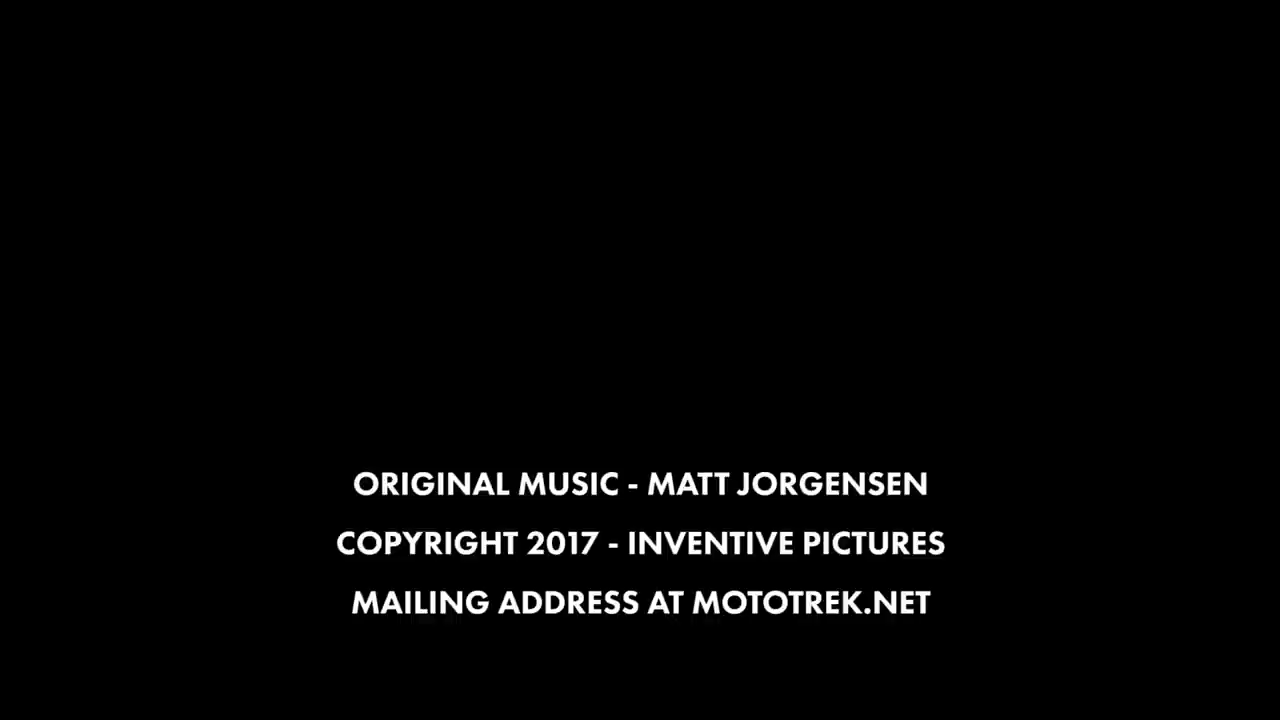 ORIGINAL MUSIC - MATT JORGENSEN
COPYRIGHT 2017 - INVENTIVE PICTURES
MAILING ADDRESS AT MOTOTREK.NET